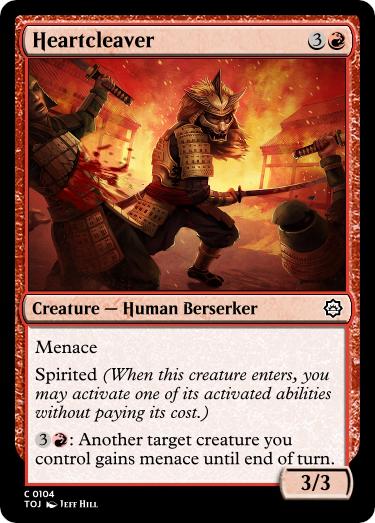 Heartcleaver 3
Creature — Human Berserker
Menace
Spirited (When this creature enters, you
may activate one of its activated abilities
without paying its cost.)
3 : Another target creature you
control gains menace until end of turn.
3/3
C 0104
TOJ Jeff Hill